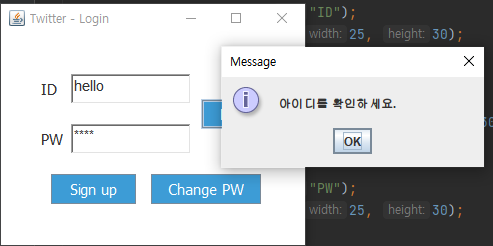 Twitter - Login
"ID");
width: 25, height: 30);
Message
ID
hello
아이디를 확인하세요.
PW
****
OK
30
"PW");
Sign up
Change PW
width: 25, height: 30);